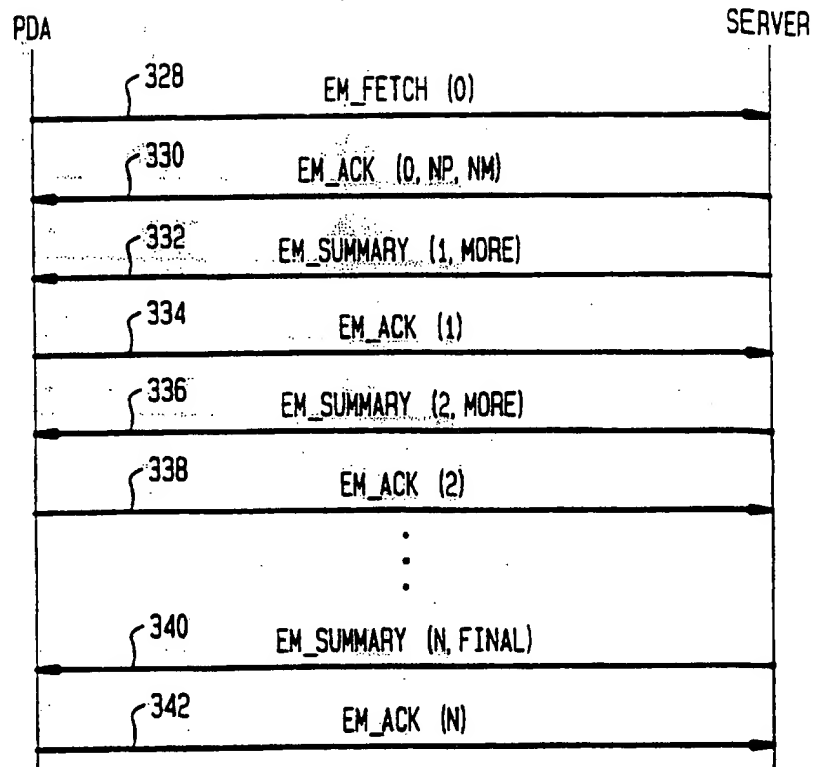 PDA SERVER
328 EM_FETCH (0)
330 EM_ACK (0, NP, NM)
332 EM_SUMMARY (1, MORE)
334 EM_ACK (1)
336 EM_SUMMARY (2, MORE)
338 EM_ACK (2)
340 EM_SUMMARY (N, FINAL)
342 EM_ACK (N)